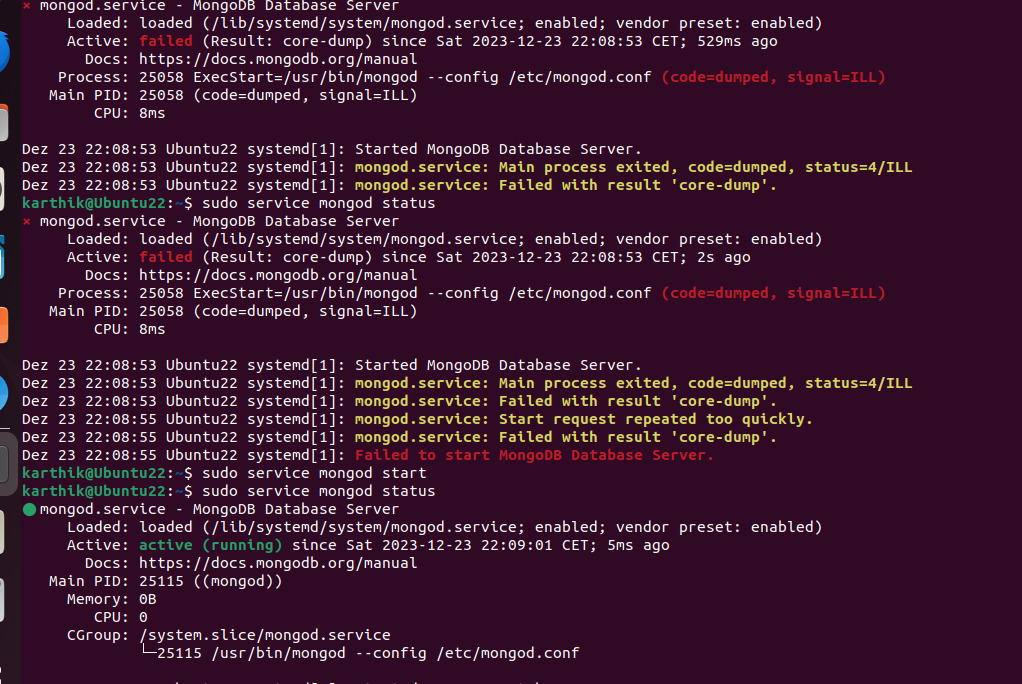 × mongod.service - MongoDB Database Server
Loaded: loaded (/lib/systemd/system/mongod.service; enabled; vendor preset: enabled)
Active: failed (Result: core-dump) since Sat 2023-12-23 22:08:53 CET; 529ms ago
Docs: https://docs.mongodb.org/manual
Process: 25058 ExecStart=/usr/bin/mongod --config /etc/mongod.conf (code=dumped, signal=ILL)
Main PID: 25058 (code=dumped, signal=ILL)
CPU: 8ms
Dez 23 22:08:53 Ubuntu22 systemd[1]: Started MongoDB Database Server.
Dez 23 22:08:53 Ubuntu22 systemd[1]: mongod.service: Main process exited, code=dumped, status=4/ILL
Dez 23 22:08:53 Ubuntu22 systemd[1]: mongod.service: Failed with result 'core-dump'.
karthik@Ubuntu22:~$ sudo service mongod status
× mongod.service - MongoDB Database Server
Loaded: loaded (/lib/systemd/system/mongod.service; enabled; vendor preset: enabled)
Active: failed (Result: core-dump) since Sat 2023-12-23 22:08:53 CET; 2s ago
Docs: https://docs.mongodb.org/manual
Process: 25058 ExecStart=/usr/bin/mongod --config /etc/mongod.conf (code=dumped, signal=ILL)
Main PID: 25058 (code=dumped, signal=ILL)
CPU: 8ms
Dez 23 22:08:53 Ubuntu22 systemd[1]: Started MongoDB Database Server.
Dez 23 22:08:53 Ubuntu22 systemd[1]: mongod.service: Main process exited, code=dumped, status=4/ILL
Dez 23 22:08:53 Ubuntu22 systemd[1]: mongod.service: Failed with result 'core-dump'.
Dez 23 22:08:55 Ubuntu22 systemd[1]: mongod.service: Start request repeated too quickly.
Dez 23 22:08:55 Ubuntu22 systemd[1]: mongod.service: Failed with result 'core-dump'.
Dez 23 22:08:55 Ubuntu22 systemd[1]: Failed to start MongoDB Database Server.
karthik@Ubuntu22:~$ sudo service mongod start
karthik@Ubuntu22:~$ sudo service mongod status
● mongod.service - MongoDB Database Server
Loaded: loaded (/lib/systemd/system/mongod.service; enabled; vendor preset: enabled)
Active: active (running) since Sat 2023-12-23 22:09:01 CET; 5ms ago
Docs: https://docs.mongodb.org/manual
Main PID: 25115 ((mongod))
Memory: 0B
CPU: 0
CGroup: /system.slice/mongod.service
└─25115 /usr/bin/mongod --config /etc/mongod.conf